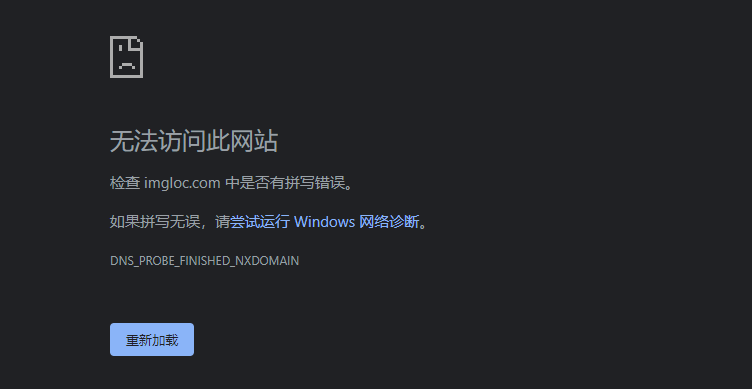 无法访问此网站
检查 imgloc.com 中是否有拼写错误。
如果拼写无误，请尝试运行 Windows 网络诊断。
DNS_PROBE_FINISHED_NXDOMAIN
重新加载